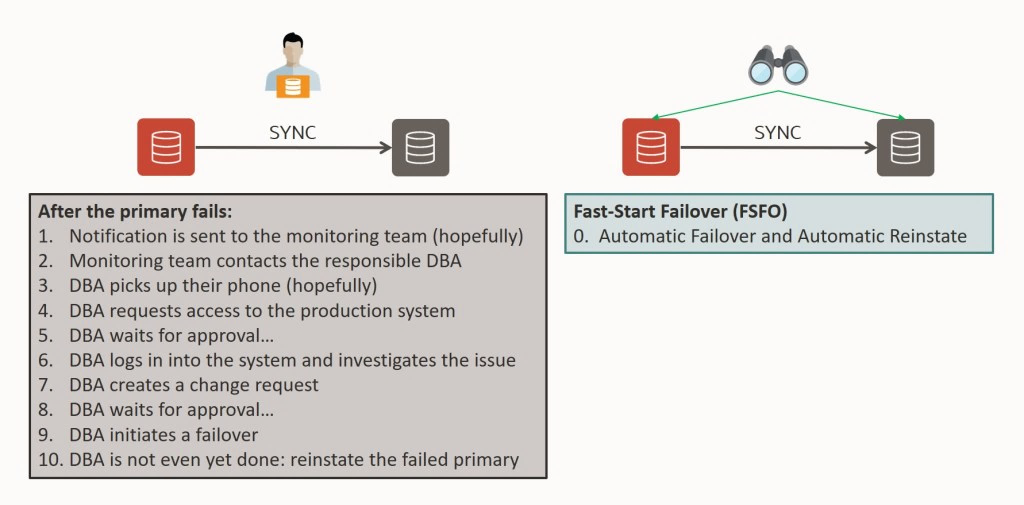 SYNC
After the primary fails:
1. Notification is sent to the monitoring team (hopefully)
2. Monitoring team contacts the responsible DBA
3. DBA picks up their phone (hopefully)
4. DBA requests access to the production system
5. DBA waits for approval…
6. DBA logs in into the system and investigates the issue
7. DBA creates a change request
8. DBA waits for approval…
9. DBA initiates a failover
10. DBA is not even yet done: reinstate the failed primary
SYNC
Fast-Start Failover (FSFO)
0. Automatic Failover and Automatic Reinstate